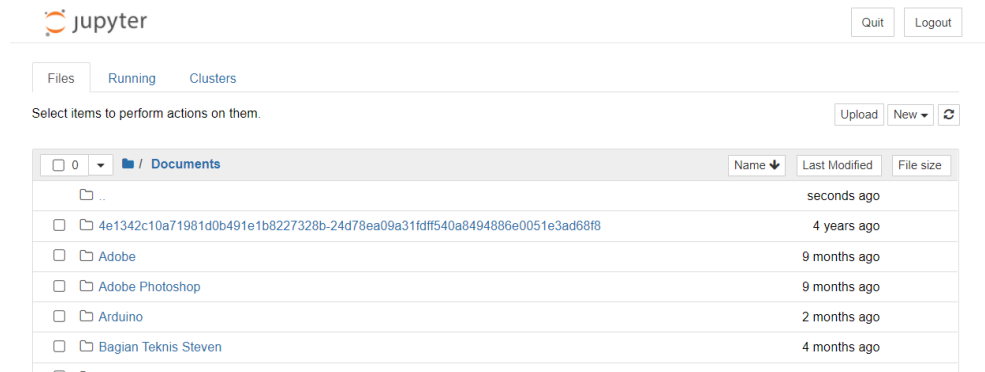 jupyter Quit Logout
Files Running Clusters
Select items to perform actions on them. Upload New
0 / Documents Name Last Modified File size
.. seconds ago
4e1342c10a71981d0b491e1b8227328b-24d78ea09a31fdff540a8494886e0051e3ad68f8 4 years ago
Adobe 9 months ago
Adobe Photoshop 9 months ago
Arduino 2 months ago
Bagian Teknis Steven 4 months ago